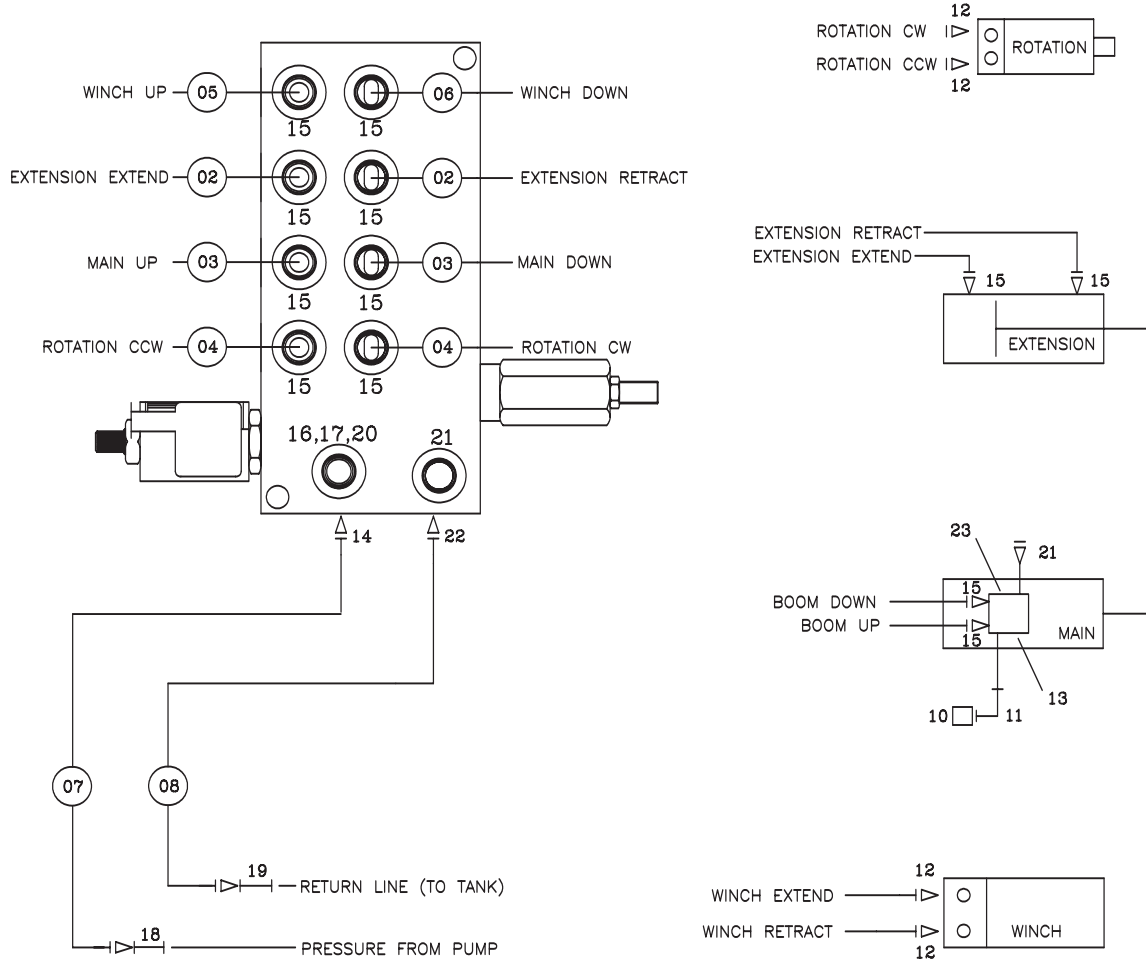 WINCH UP 05 06 WINCH DOWN
15 15
EXTENSION EXTEND 02 02 EXTENSION RETRACT
15 15
MAIN UP 03 03 MAIN DOWN
15 15
ROTATION CCW 04 04 ROTATION CW
15 15
16,17,20 21
14 22
07 08
19
RETURN LINE (TO TANK)
18
PRESSURE FROM PUMP
12
ROTATION CW
ROTATION
ROTATION CCW
12
EXTENSION RETRACT
EXTENSION EXTEND
15 15
EXTENSION
23
21
15
BOOM DOWN
BOOM UP
MAIN
15
13
10 11
12
WINCH EXTEND
WINCH RETRACT WINCH
12